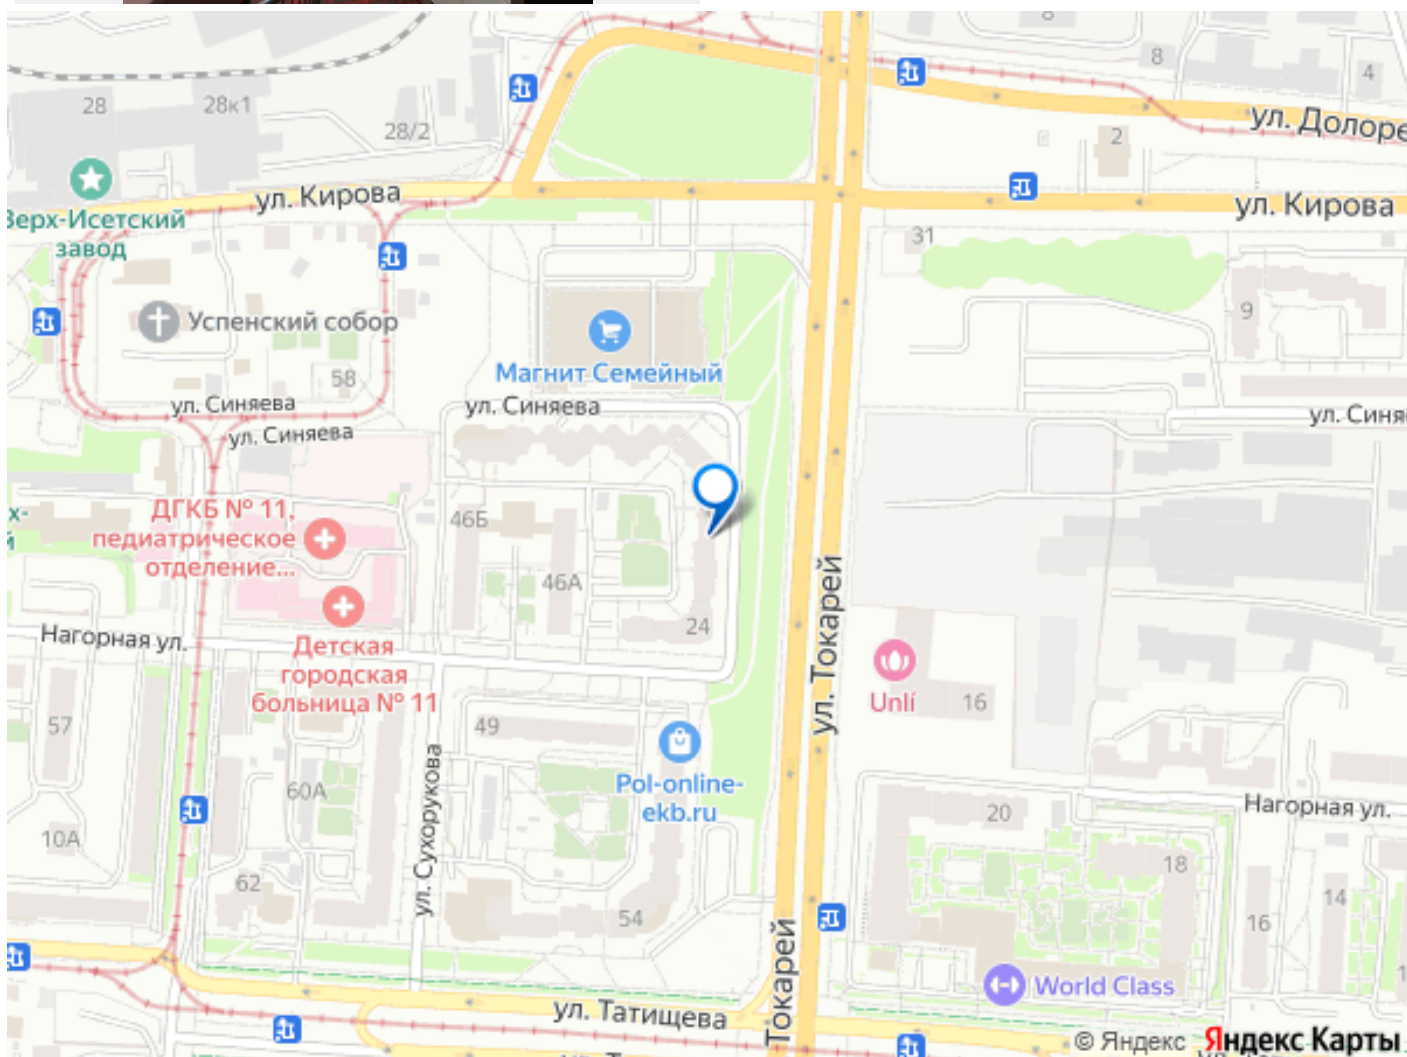 28
28к1
28/2
8
4
2
ул. Долоре
ул. Кирова
ул. Кирова
Верх-Исетский
завод
31
9
Успенский собор
58
Магнит Семейный
ул. Синяева
ул. Синяева
ул. Синяева
ул. Синя
х-
й
ДГКБ № 11,
педиатрическое
отделение...
46Б
46А
24
Нагорная ул.
Детская
городская
больница № 11
ул. Токарей
Unlí
16
57
49
60А
10А
62
ул. Сухорукова
Pol-online-
ekb.ru
54
20
18
Нагорная ул.
14
16
1
World Class
Токарей
ул. Татищева
© Яндекс Яндекс Карты